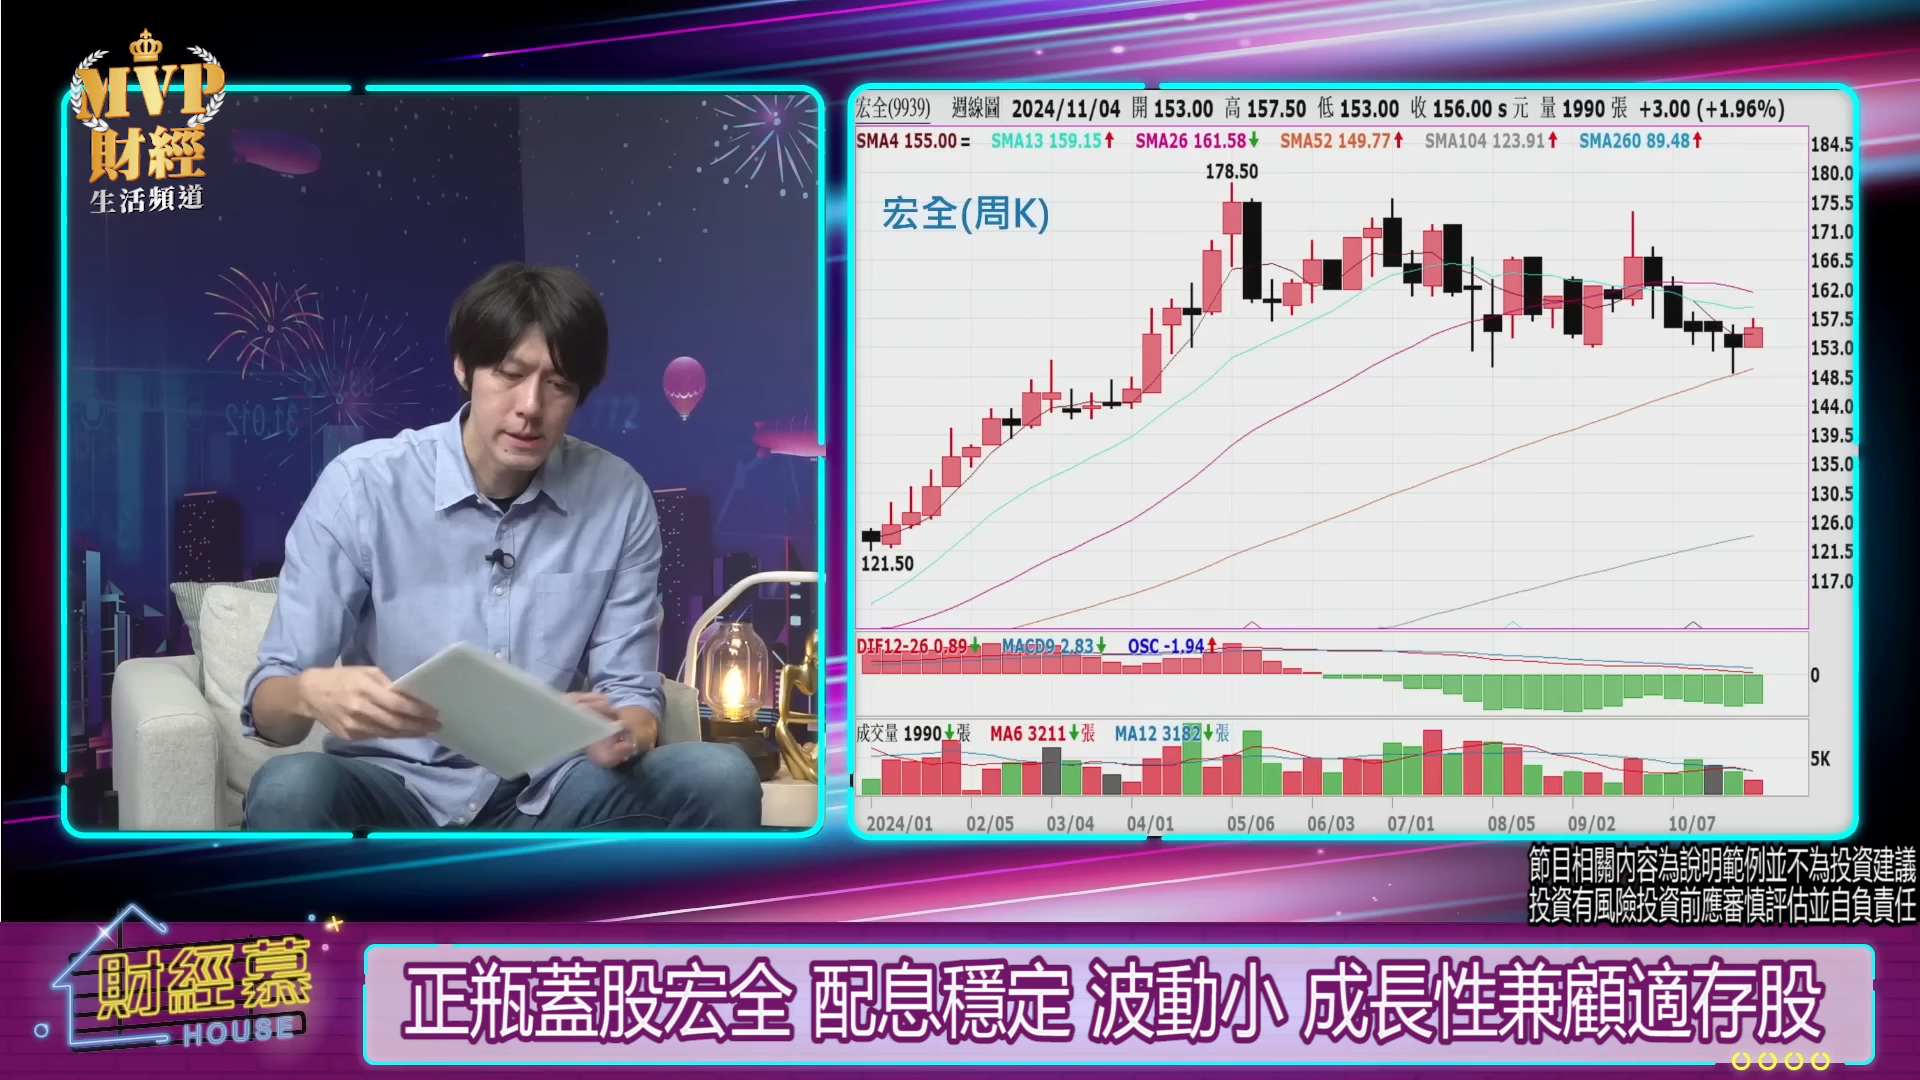 MVP
財經
生活頻道
宏全(9939) 週線圖 2024/11/04 開 153.00 高 157.50 低 153.00 收 156.00 s 元 量 1990 張 +3.00 (+1.96%)
SMA4 155.00= SMA13 159.15↑ SMA26 161.58↓ SMA52 149.77↑ SMA104 123.91↑ SMA260 89.48↑
宏全(周K)
178.50
121.50
184.5
180.0
175.5
171.0
166.5
162.0
157.5
153.0
148.5
144.0
139.5
135.0
130.5
126.0
121.5
117.0
DIF12-26 0.89↓ MACD9 2.83↓ OSC -1.94↑
0
成交量 1990↓張 MA6 3211↓張 MA12 3182↓張
5K
2024/01 02/05 03/04 04/01 05/06 06/03 07/01 08/05 09/02 10/07
31,012
節目相關內容為說明範例並不為投資建議
投資有風險投資前應審慎評估並自負責任
財經慕
HOUSE
正瓶蓋股宏全 配息穩定 波動小 成長性兼顧適存股